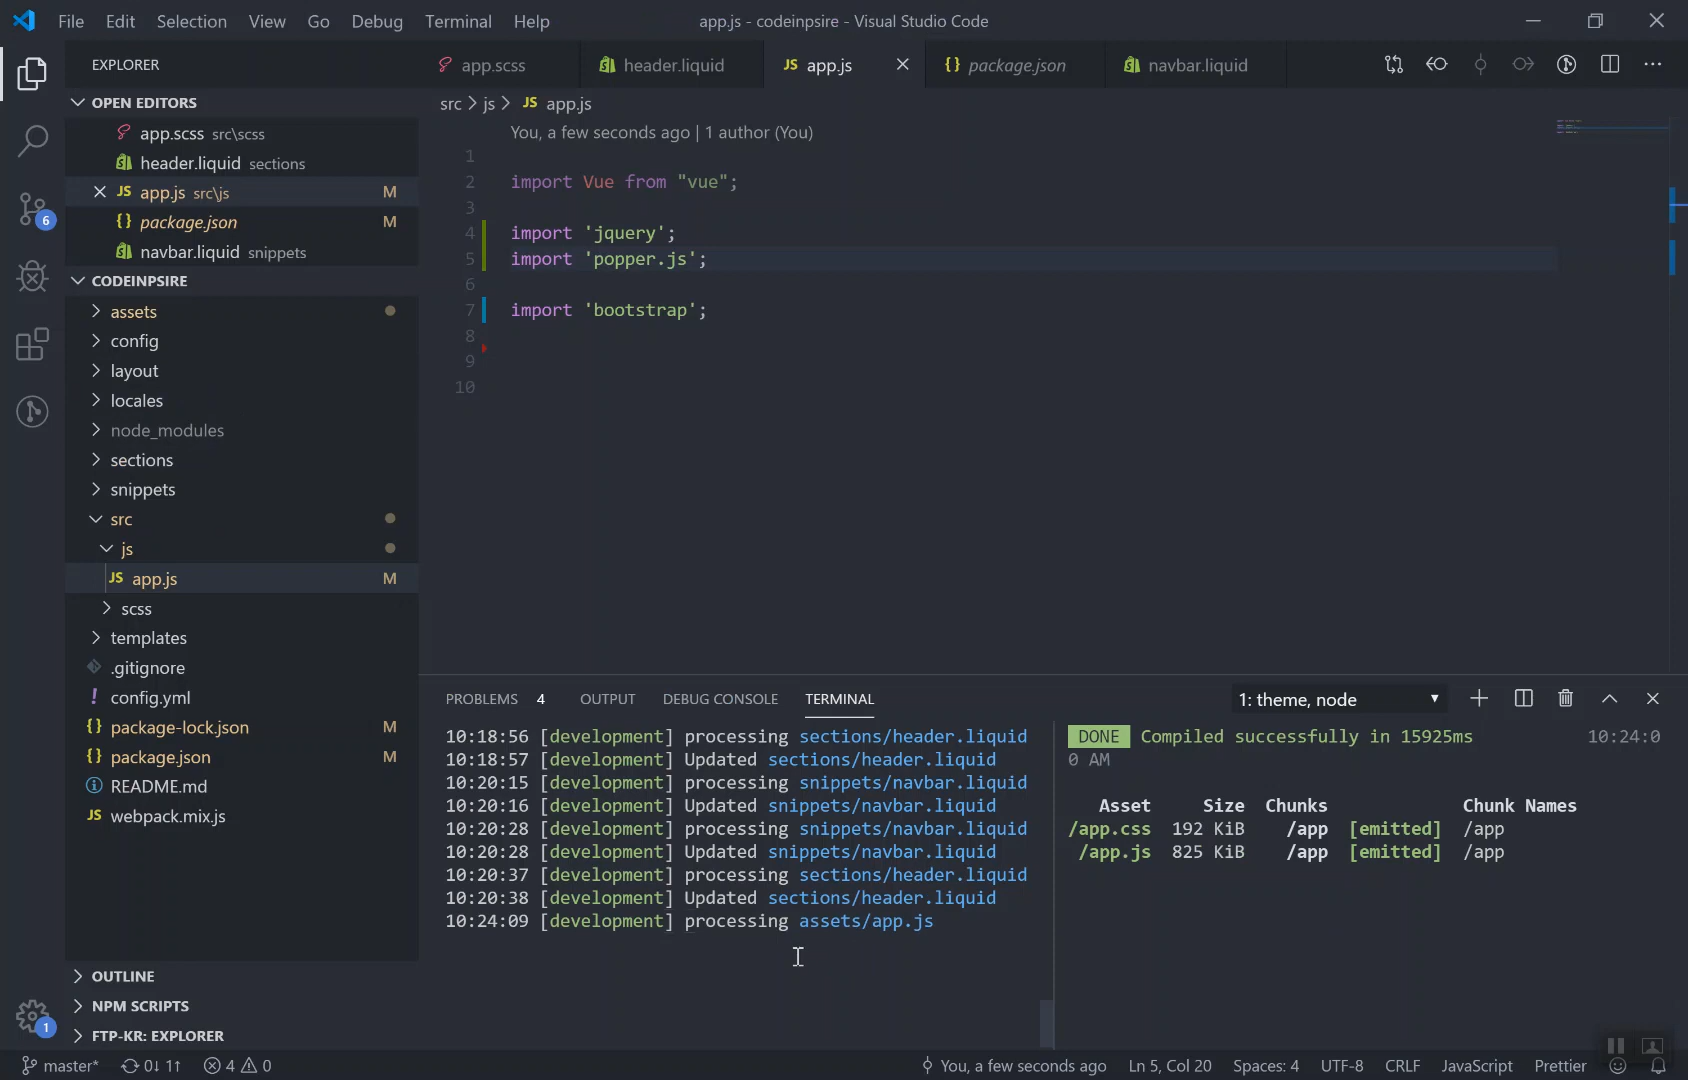 File Edit Selection View Go Debug Terminal Help
app.js - codeinpsire - Visual Studio Code
EXPLORER
app.scss
header.liquid
JS app.js
{} package.json
navbar.liquid
OPEN EDITORS
app.scss src\scss
header.liquid sections
JS app.js src\js M
{} package.json M
navbar.liquid snippets
CODEINPSIRE
assets
config
layout
locales
node_modules
sections
snippets
src
js
JS app.js M
scss
templates
.gitignore
! config.yml
{} package-lock.json M
{} package.json M
README.md
JS webpack.mix.js
OUTLINE
NPM SCRIPTS
FTP-KR: EXPLORER
6
1
src > js > JS app.js
You, a few seconds ago | 1 author (You)
1
2 import Vue from "vue";
3
4 import 'jquery';
5 import 'popper.js';
6
7 import 'bootstrap';
8
9
10
PROBLEMS 4 OUTPUT DEBUG CONSOLE TERMINAL
1: theme, node
10:18:56 [development] processing sections/header.liquid
10:18:57 [development] Updated sections/header.liquid
10:20:15 [development] processing snippets/navbar.liquid
10:20:16 [development] Updated snippets/navbar.liquid
10:20:28 [development] processing snippets/navbar.liquid
10:20:28 [development] Updated snippets/navbar.liquid
10:20:37 [development] processing sections/header.liquid
10:20:38 [development] Updated sections/header.liquid
10:24:09 [development] processing assets/app.js
DONE Compiled successfully in 15925ms 10:24:0
0 AM
Asset Size Chunks Chunk Names
/app.css 192 KiB /app [emitted] /app
/app.js 825 KiB /app [emitted] /app
master* 0↓ 1↑ 4 0
You, a few seconds ago Ln 5, Col 20 Spaces: 4 UTF-8 CRLF JavaScript Prettier